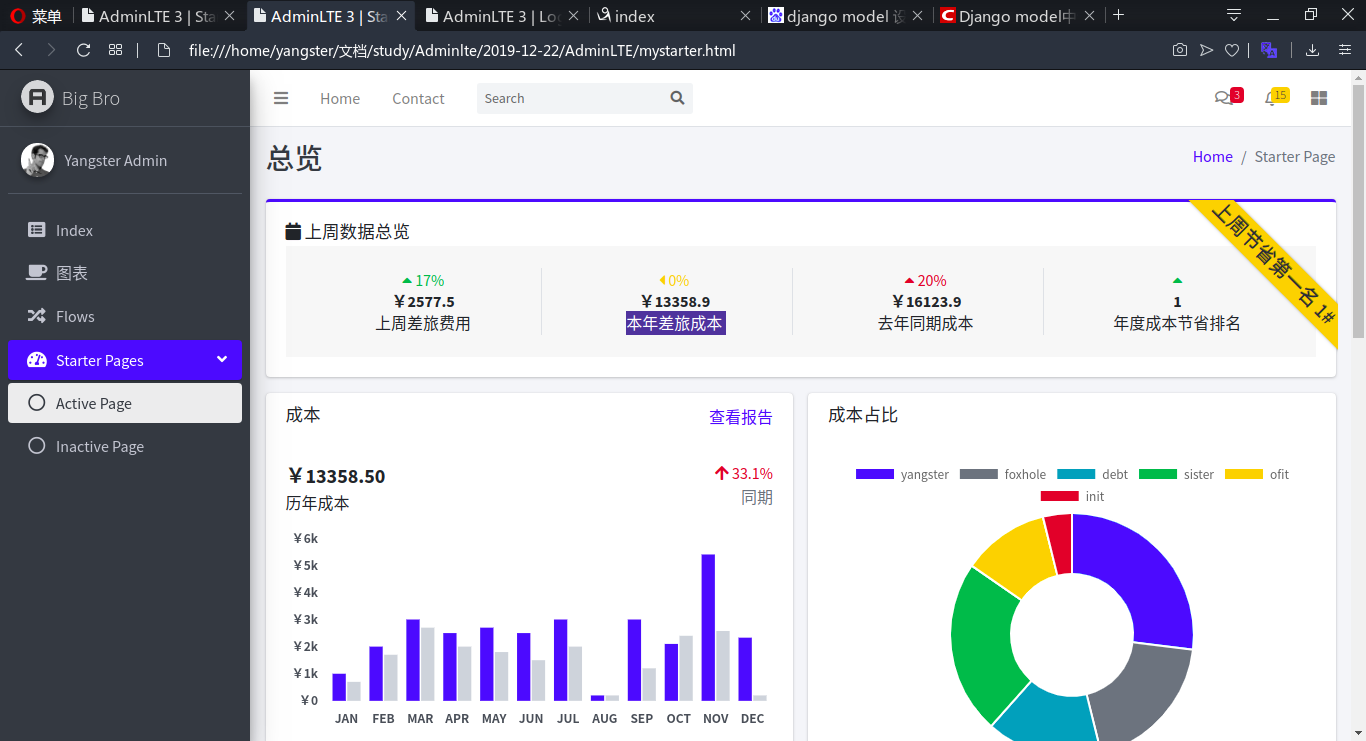 菜单
AdminLTE 3 | Sta
AdminLTE 3 | Sta
AdminLTE 3 | Log
index
django model 设
Django model中
file:///home/yangster/文档/study/Adminlte/2019-12-22/AdminLTE/mystarter.html
Big Bro
Home Contact Search
3
15
Yangster Admin
Index
图表
Flows
Starter Pages
Active Page
Inactive Page
总览
Home / Starter Page
上周数据总览
上周节省第一名 1#
17%
￥2577.5
上周差旅费用
0%
￥13358.9
本年差旅成本
20%
￥16123.9
去年同期成本
1
年度成本节省排名
成本
查看报告
￥13358.50
历年成本
33.1%
同期
￥6k
￥5k
￥4k
￥3k
￥2k
￥1k
￥0
JAN FEB MAR APR MAY JUN JUL AUG SEP OCT NOV DEC
成本占比
yangster foxhole debt sister ofit
init